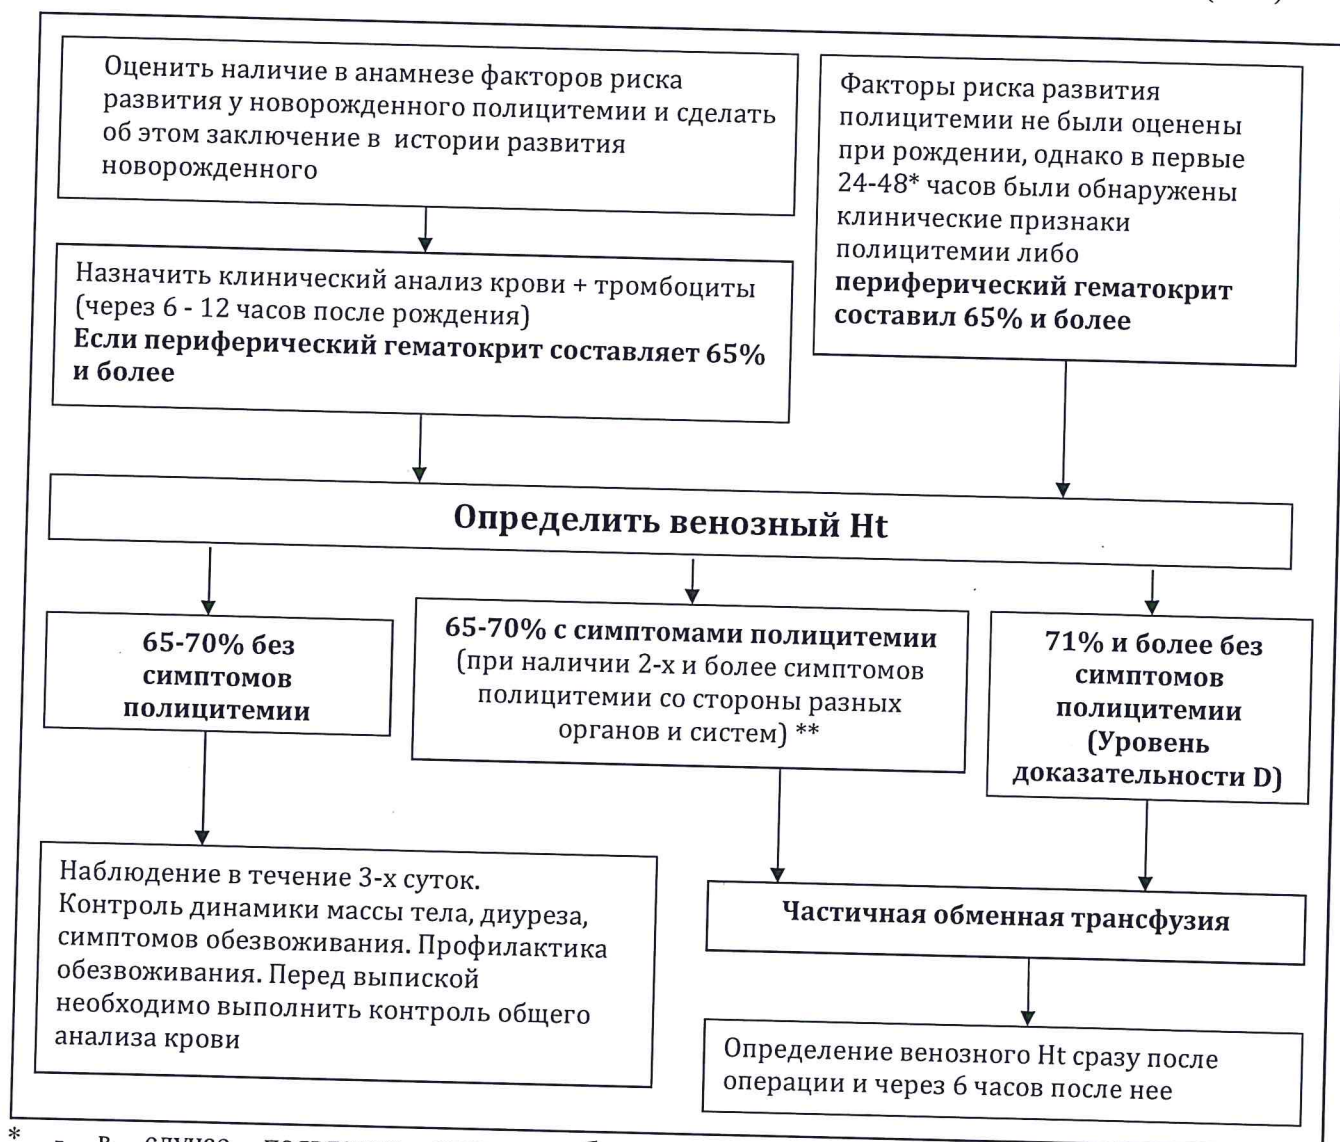 Оценить наличие в анамнезе факторов риска
развития у новорожденного полицитемии и сделать
об этом заключение в истории развития
новорожденного
Факторы риска развития
полицитемии не были оценены
при рождении, однако в первые
24-48* часов были обнаружены
клинические признаки
полицитемии либо
периферический гематокрит
составил 65% и более
Назначить клинический анализ крови + тромбоциты
(через 6 - 12 часов после рождения)
Если периферический гематокрит составляет 65%
и более
Определить венозный Ht
65-70% без
симптомов
полицитемии
65-70% с симптомами полицитемии
(при наличии 2-х и более симптомов
полицитемии со стороны разных
органов и систем) **
71% и более без
симптомов
полицитемии
(Уровень
доказательности D)
Наблюдение в течение 3-х суток.
Контроль динамики массы тела, диуреза,
симптомов обезвоживания. Профилактика
обезвоживания. Перед выпиской
необходимо выполнить контроль общего
анализа крови
Частичная обменная трансфузия
Определение венозного Ht сразу после
операции и через 6 часов после нее
* - в случае